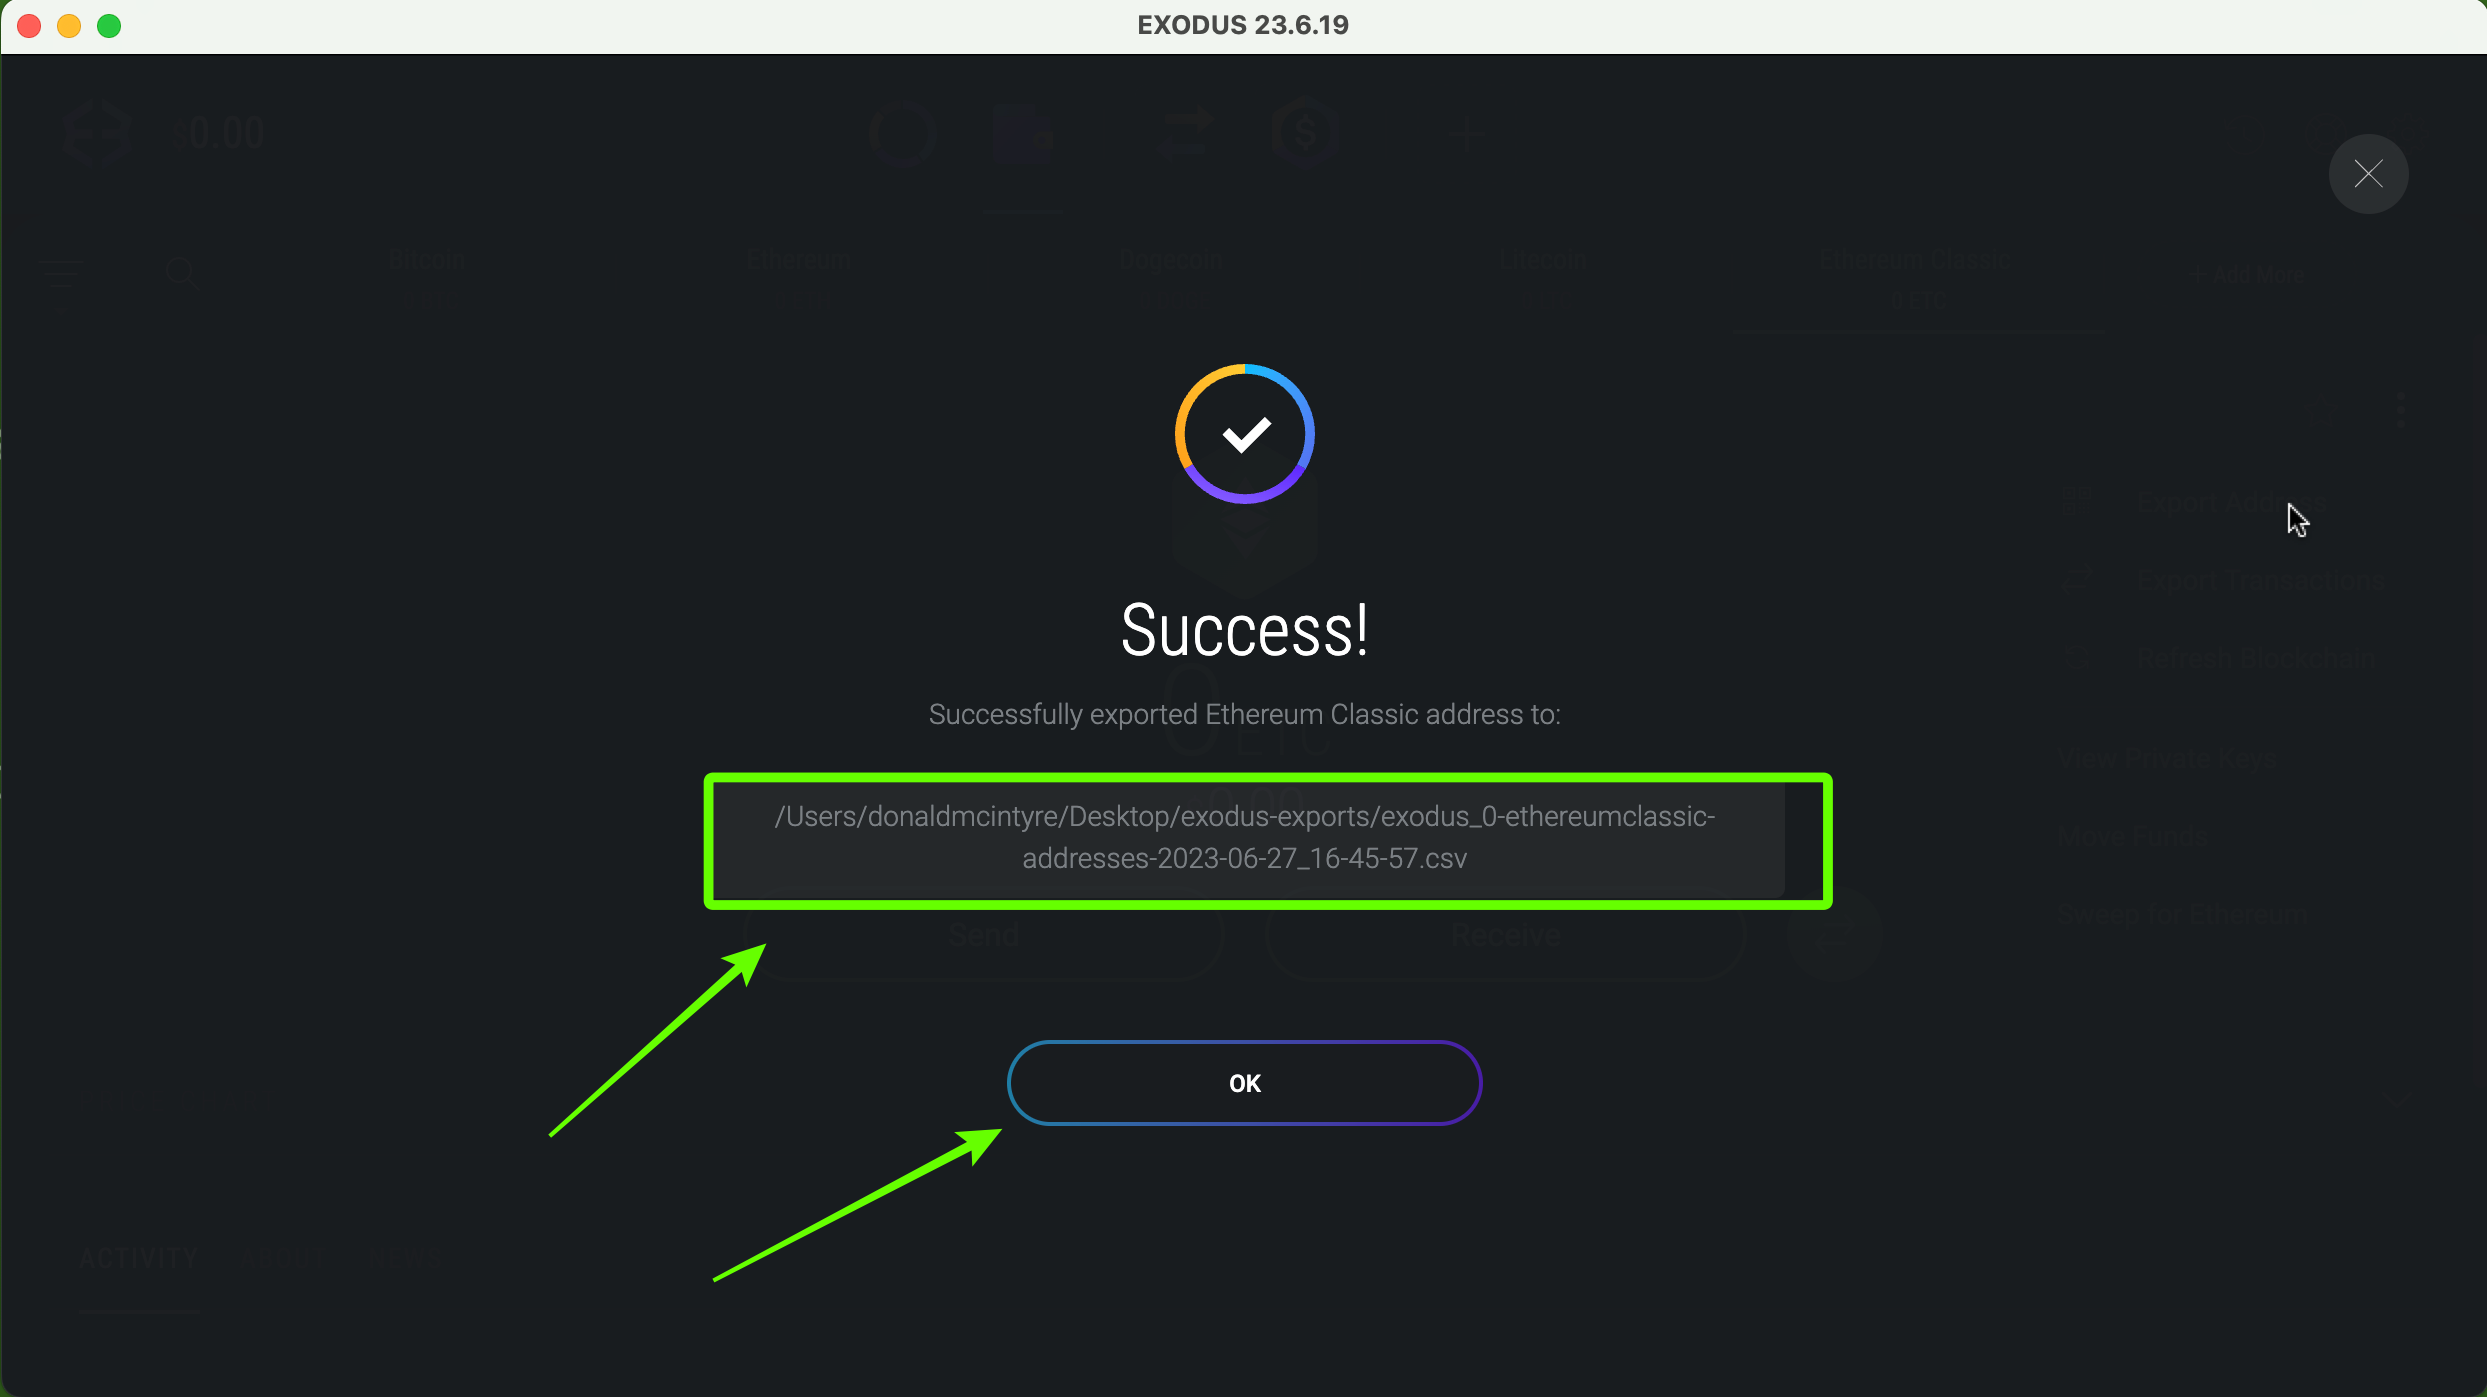 EXODUS 23.6.19
$0.00
Bitcoin
Ethereum
Dogecoin
Litecoin
Ethereum Classic
0 ETC
+ Add More
Export Address
Export Transactions
Refresh Blockchain
Success!
Successfully exported Ethereum Classic address to:
0 ETC
View Private Keys
/Users/donaldmcintyre/Desktop/exodus-exports/exodus_0-ethereumclassic-
addresses-2023-06-27_16-45-57.csv
Move Funds
Sweep for Ethereum
Send
Receive
OK
ACTIVITY
ABOUT
NEWS